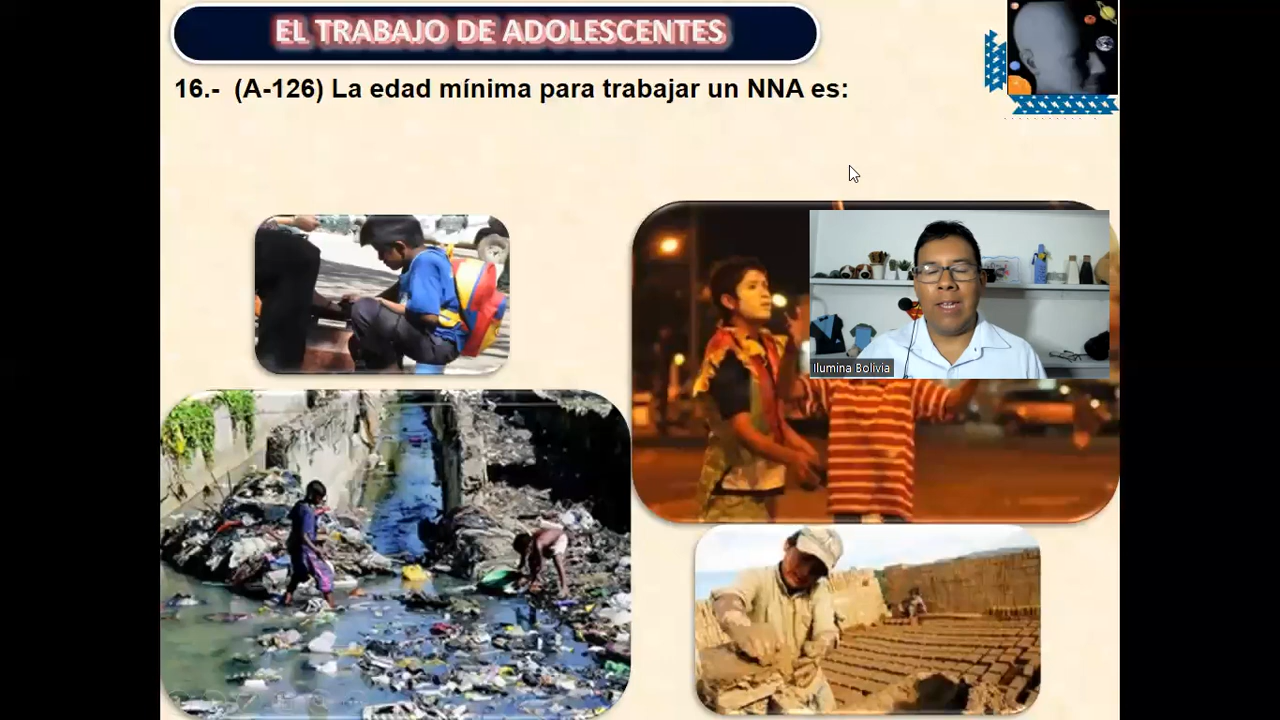 EL TRABAJO DE ADOLESCENTES
16.- (A-126) La edad mínima para trabajar un NNA es:
Ilumina Bolivia